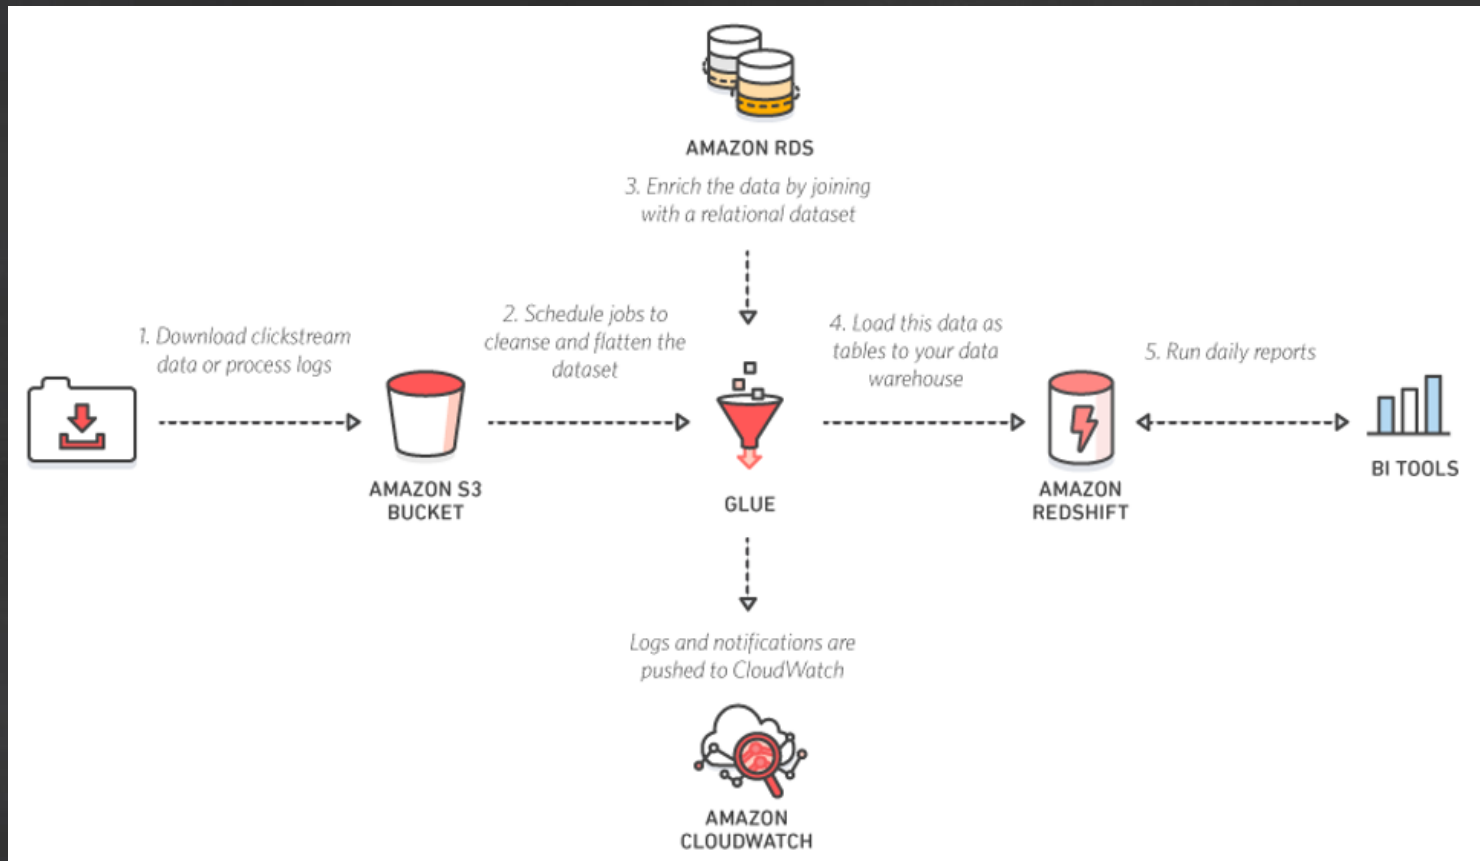 AMAZON RDS
3. Enrich the data by joining
with a relational dataset
1. Download clickstream
data or process logs
2. Schedule jobs to
cleanse and flatten the
dataset
4. Load this data as
tables to your data
warehouse
5. Run daily reports
AMAZON S3
BUCKET
GLUE
AMAZON
REDSHIFT
BI TOOLS
Logs and notifications are
pushed to CloudWatch
AMAZON
CLOUDWATCH